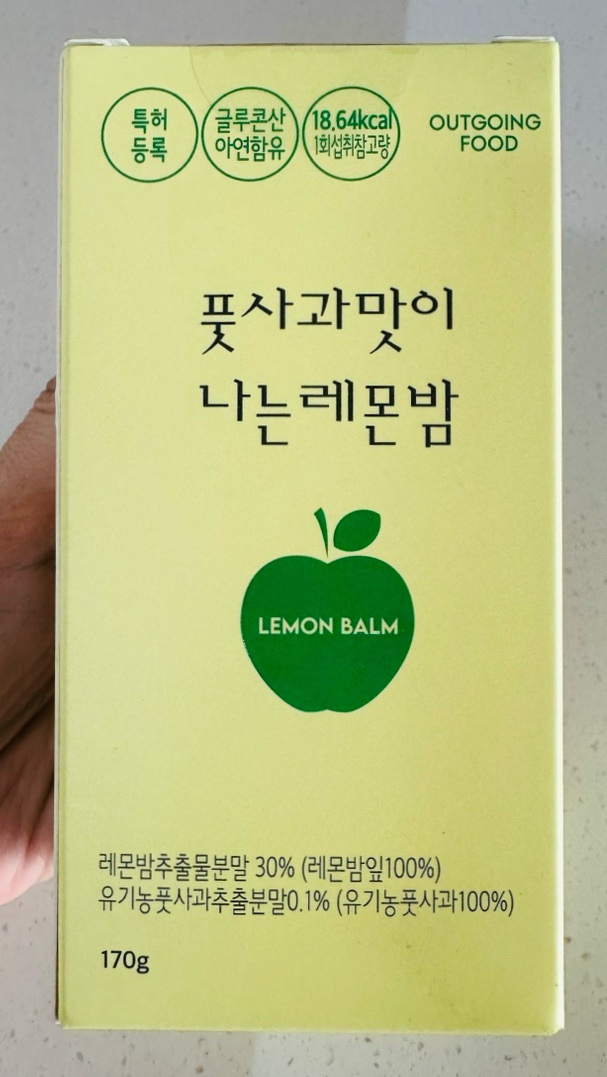 특허
등록
글루콘산
아연함유
18.64kcal
1회섭취참고량
OUTGOING
FOOD
풋사과맛이
나는레몬밤
LEMON BALM
레몬밤추출물분말 30% (레몬밤잎100%)
유기농풋사과추출분말0.1% (유기농풋사과100%)
170g